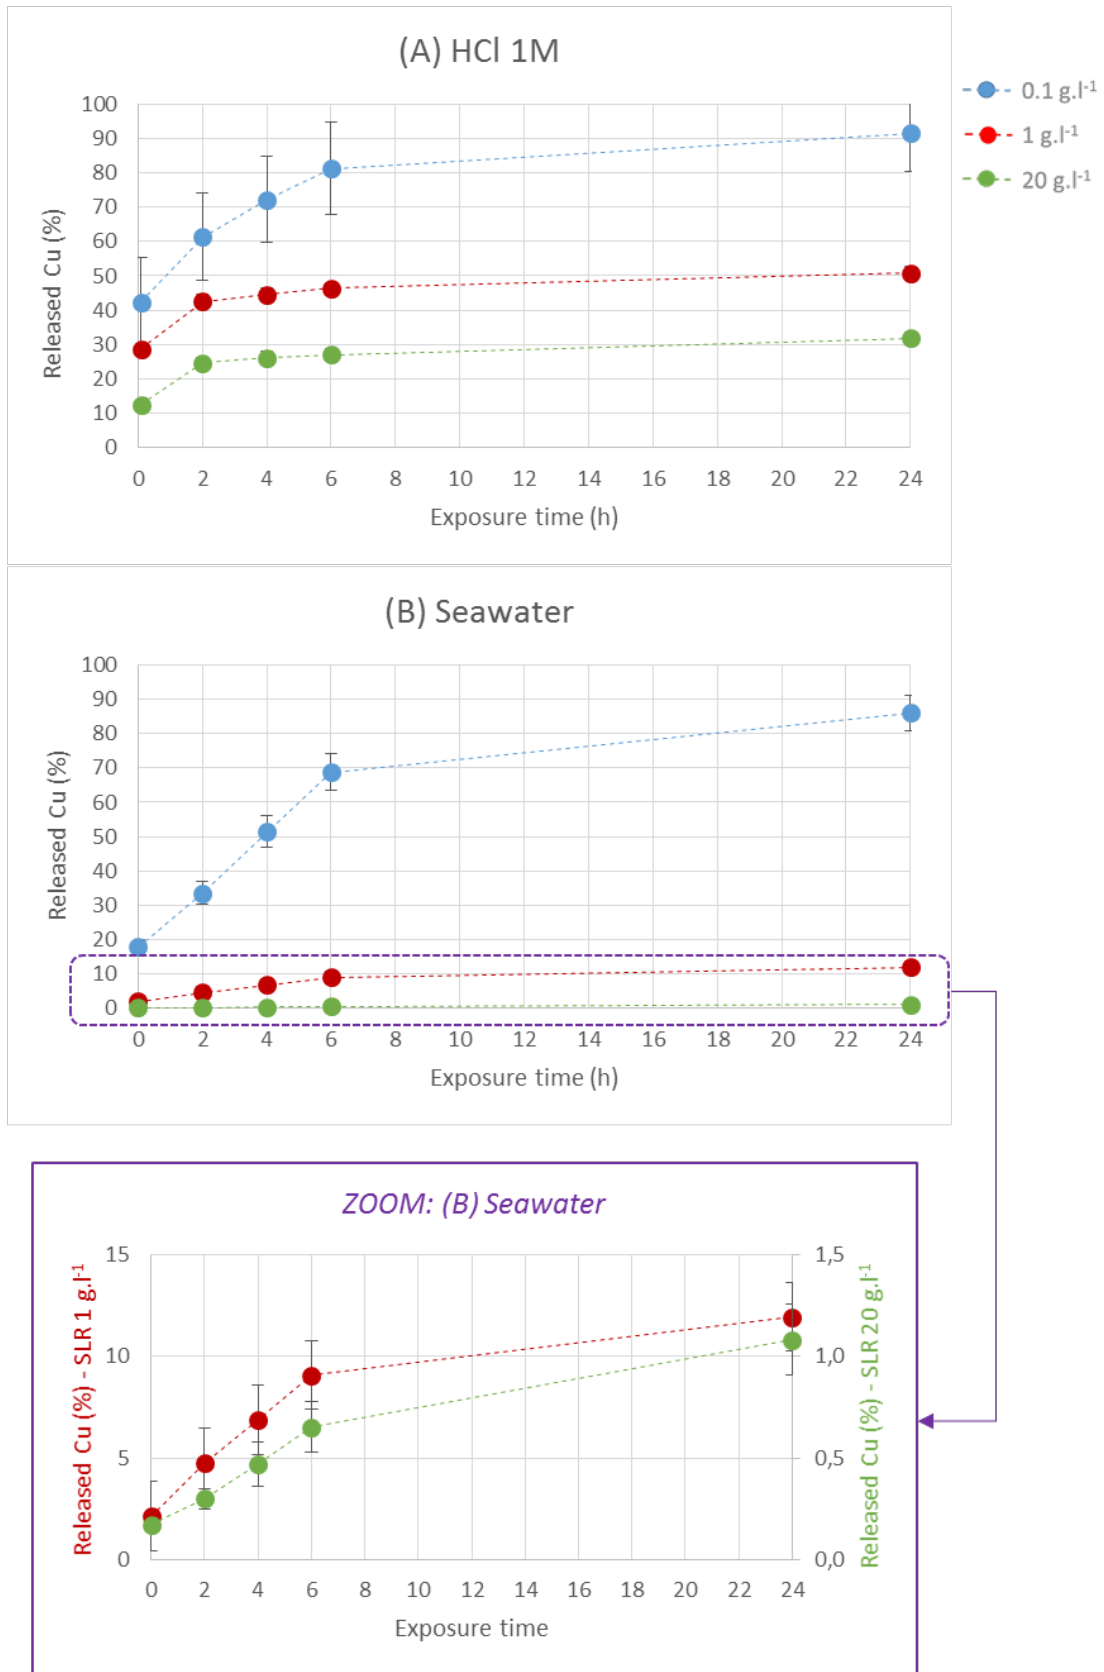 (A) HCl 1M
0.1 g.l-1
1 g.l-1
20 g.l-1
100
90
80
70
60
50
40
30
20
10
0
Released Cu (%)
0 2 4 6 8 10 12 14 16 18 20 22 24
Exposure time (h)
(B) Seawater
100
90
80
70
60
50
40
30
20
10
0
Released Cu (%)
0 2 4 6 8 10 12 14 16 18 20 22 24
Exposure time (h)
ZOOM: (B) Seawater
Released Cu (%) - SLR 1 g.l-1
15
10
5
0
1,5
1,0
0,5
0,0
Released Cu (%) - SLR 20 g.l-1
0 2 4 6 8 10 12 14 16 18 20 22 24
Exposure time